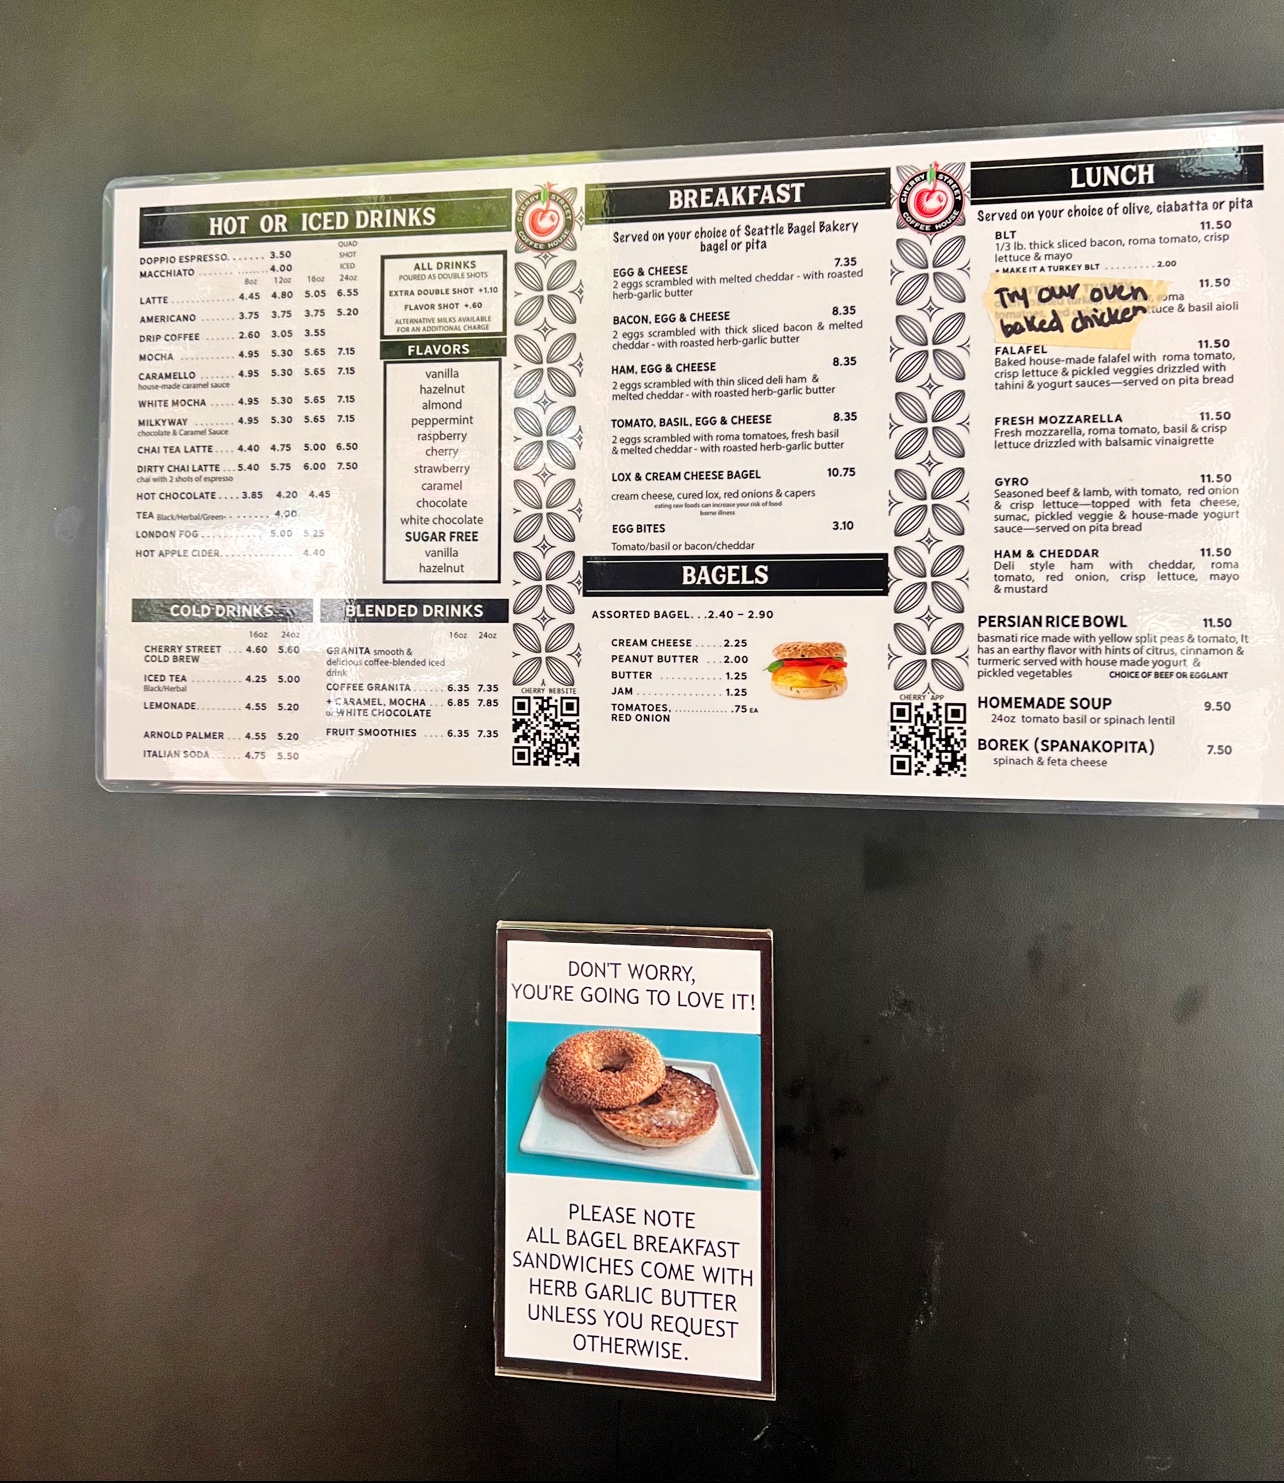 HOT OR ICED DRINKS
QUAD
SHOT
ICED
DOPPIO ESPRESSO....... 3.50
MACCHIATO ............ 4.00
8oz 12oz 16oz 24oz
LATTE ............ 4.45 4.80 5.05 6.55
AMERICANO ....... 3.75 3.75 3.75 5.20
DRIP COFFEE ....... 2.60 3.05 3.55
MOCHA ............ 4.95 5.30 5.65 7.15
CARAMELLO ....... 4.95 5.30 5.65 7.15
house-made caramel sauce
WHITE MOCHA ..... 4.95 5.30 5.65 7.15
MILKYWAY ........ 4.95 5.30 5.65 7.15
chocolate & Caramel Sauce
CHAI TEA LATTE .... 4.40 4.75 5.00 6.50
DIRTY CHAI LATTE ... 5.40 5.75 6.00 7.50
chai with 2 shots of espresso
HOT CHOCOLATE .... 3.85 4.20 4.45
TEA Black/Herbal/Green......... 4.00
LONDON FOG............. 5.00 5.25
HOT APPLE CIDER............. 4.40
ALL DRINKS
POURED AS DOUBLE SHOTS
EXTRA DOUBLE SHOT +1.10
FLAVOR SHOT +.60
ALTERNATIVE MILKS AVAILABLE
FOR AN ADDITIONAL CHARGE
FLAVORS
vanilla
hazelnut
almond
peppermint
raspberry
cherry
strawberry
caramel
chocolate
white chocolate
SUGAR FREE
vanilla
hazelnut
COLD DRINKS
16oz 24oz
CHERRY STREET ... 4.60 5.60
COLD BREW
ICED TEA .......... 4.25 5.00
Black/Herbal
LEMONADE......... 4.55 5.20
ARNOLD PALMER .. 4.55 5.20
ITALIAN SODA ...... 4.75 5.50
BLENDED DRINKS
16oz 24oz
GRANITA smooth &
delicious coffee-blended iced
drink
COFFEE GRANITA ...... 6.35 7.35
+ CARAMEL, MOCHA ... 6.85 7.85
or WHITE CHOCOLATE
FRUIT SMOOTHIES .... 6.35 7.35
CHERRY STREET
COFFEE HOUSE
CHERRY WEBSITE
BREAKFAST
Served on your choice of Seattle Bagel Bakery
bagel or pita
EGG & CHEESE 7.35
2 eggs scrambled with melted cheddar - with roasted
herb-garlic butter
BACON, EGG & CHEESE 8.35
2 eggs scrambled with thick sliced bacon & melted
cheddar - with roasted herb-garlic butter
HAM, EGG & CHEESE 8.35
2 eggs scrambled with thin sliced deli ham &
melted cheddar - with roasted herb-garlic butter
TOMATO, BASIL, EGG & CHEESE 8.35
2 eggs scrambled with roma tomatoes, fresh basil
& melted cheddar - with roasted herb-garlic butter
LOX & CREAM CHEESE BAGEL 10.75
cream cheese, cured lox, red onions & capers
eating raw foods can increase your risk of food
borne illness
EGG BITES 3.10
Tomato/basil or bacon/cheddar
BAGELS
ASSORTED BAGEL. . .2.40 – 2.90
CREAM CHEESE ..... 2.25
PEANUT BUTTER ... 2.00
BUTTER ........... 1.25
JAM ............... 1.25
TOMATOES, ............ .75 EA
RED ONION
CHERRY STREET
COFFEE HOUSE
CHERRY APP
LUNCH
Served on your choice of olive, ciabatta or pita
BLT 11.50
1/3 lb. thick sliced bacon, roma tomato, crisp
lettuce & mayo
+ MAKE IT A TURKEY BLT .......... 2.00
11.50
Try our oven
baked chicken
lettuce & basil aioli
FALAFEL 11.50
Baked house-made falafel with roma tomato,
crisp lettuce & pickled veggies drizzled with
tahini & yogurt sauces—served on pita bread
FRESH MOZZARELLA 11.50
Fresh mozzarella, roma tomato, basil & crisp
lettuce drizzled with balsamic vinaigrette
GYRO 11.50
Seasoned beef & lamb, with tomato, red onion
& crisp lettuce—topped with feta cheese,
sumac, pickled veggie & house-made yogurt
sauce—served on pita bread
HAM & CHEDDAR 11.50
Deli style ham with cheddar, roma
tomato, red onion, crisp lettuce, mayo
& mustard
PERSIAN RICE BOWL 11.50
basmati rice made with yellow split peas & tomato, It
has an earthy flavor with hints of citrus, cinnamon &
turmeric served with house made yogurt &
pickled vegetables CHOICE OF BEEF OR EGGLANT
HOMEMADE SOUP 9.50
24oz tomato basil or spinach lentil
BOREK (SPANAKOPITA) 7.50
spinach & feta cheese
DON'T WORRY,
YOU'RE GOING TO LOVE IT!
PLEASE NOTE
ALL BAGEL BREAKFAST
SANDWICHES COME WITH
HERB GARLIC BUTTER
UNLESS YOU REQUEST
OTHERWISE.